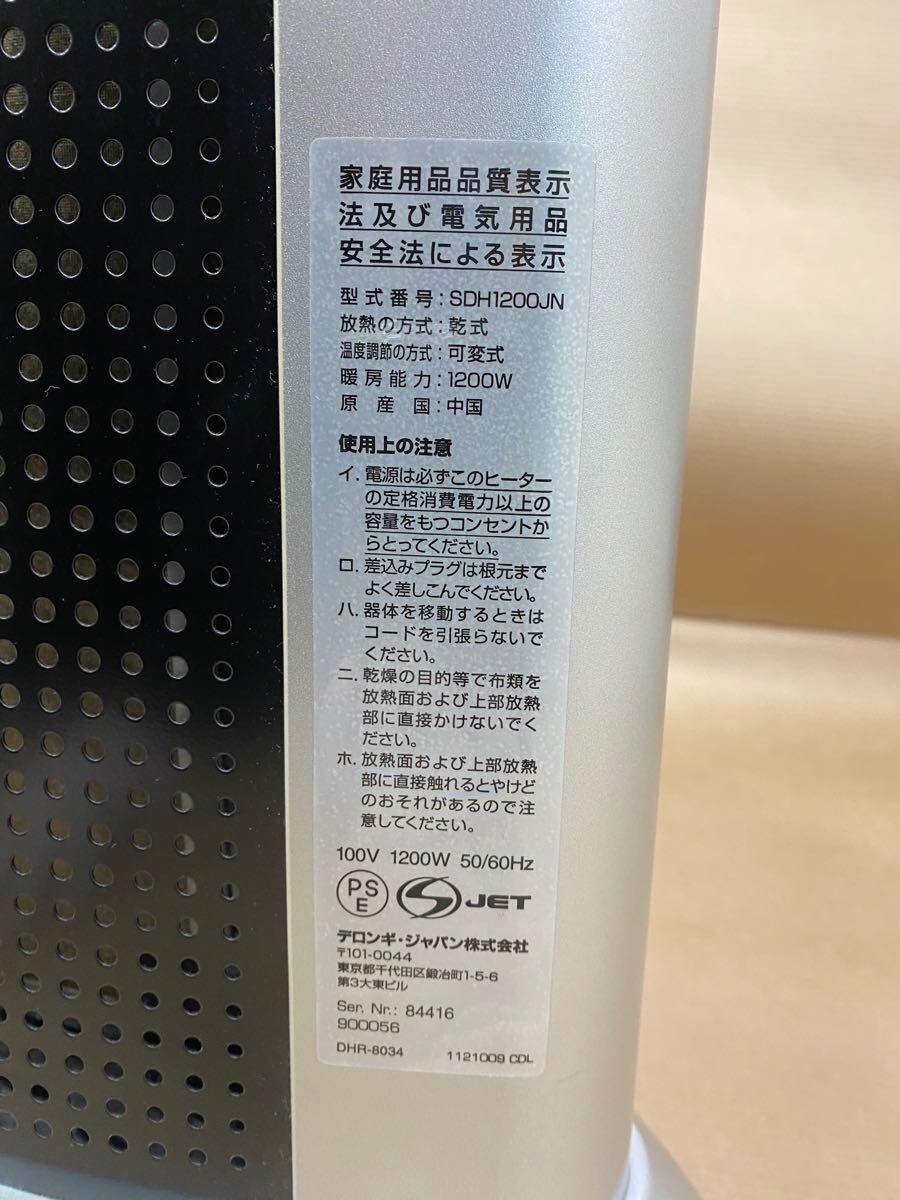 家庭用品品質表示
法及び電気用品
安全法による表示
型式番号：SDH1200JN
放熱の方式：乾式
温度調節の方式：可変式
暖房能力：1200W
原産国：中国
使用上の注意
イ．電源は必ずこのヒーター
の定格消費電力以上の
容量をもつコンセントか
らとってください。
ロ．差込みプラグは根元まで
よく差しこんでください。
ハ．器体を移動するときは
コードを引張らないで
ください。
ニ．乾燥の目的等で布類を
放熱面および上部放熱
部に直接かけないでく
ださい。
ホ．放熱面および上部放熱
部に直接触れるとやけど
のおそれがあるので注
意してください。
100V 1200W 50/60Hz
PS
E
JET
デロンギ・ジャパン株式会社
〒101-0044
東京都千代田区鍛冶町1-5-6
第3大東ビル
Ser. Nr.: 84416
900056
DHR-8034 1121009 CDL